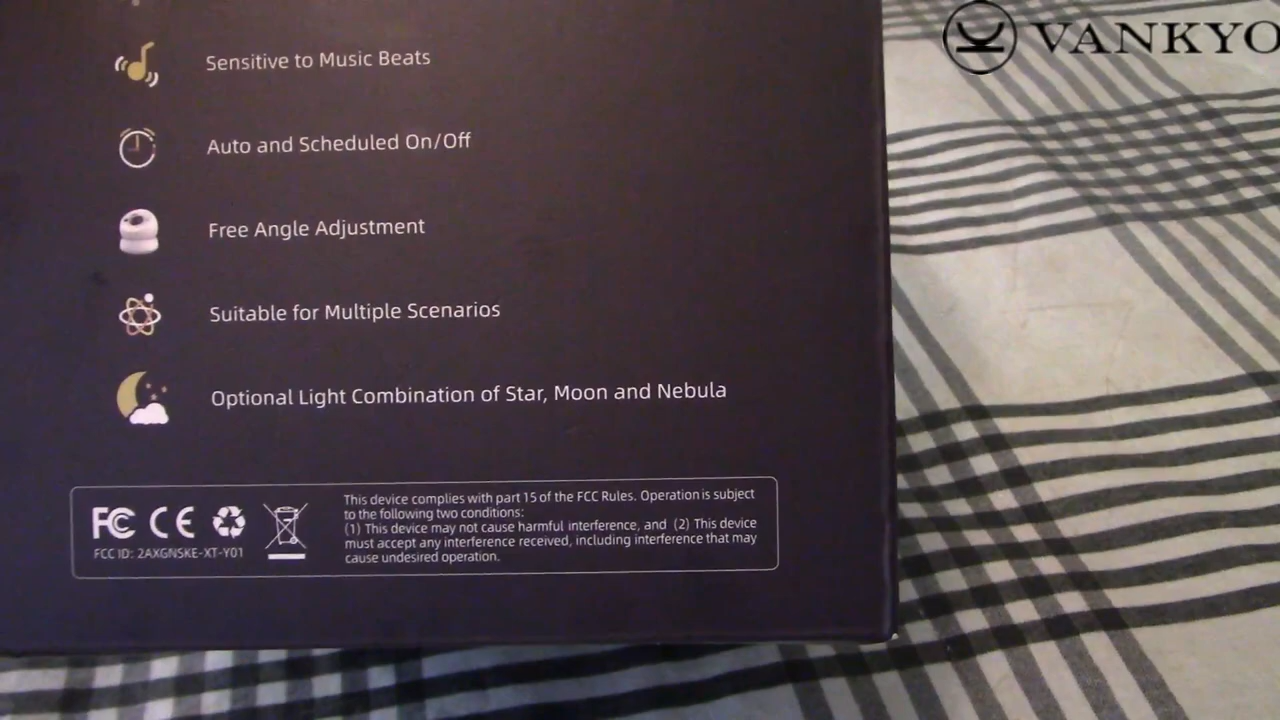 VANKYO
Sensitive to Music Beats
Auto and Scheduled On/Off
Free Angle Adjustment
Suitable for Multiple Scenarios
Optional Light Combination of Star, Moon and Nebula
FC CE
FCC ID: 2AXGNSKE-XT-Y01
This device complies with part 15 of the FCC Rules. Operation is subject
to the following two conditions:
(1) This device may not cause harmful interference, and (2) This device
must accept any interference received, including interference that may
cause undesired operation.